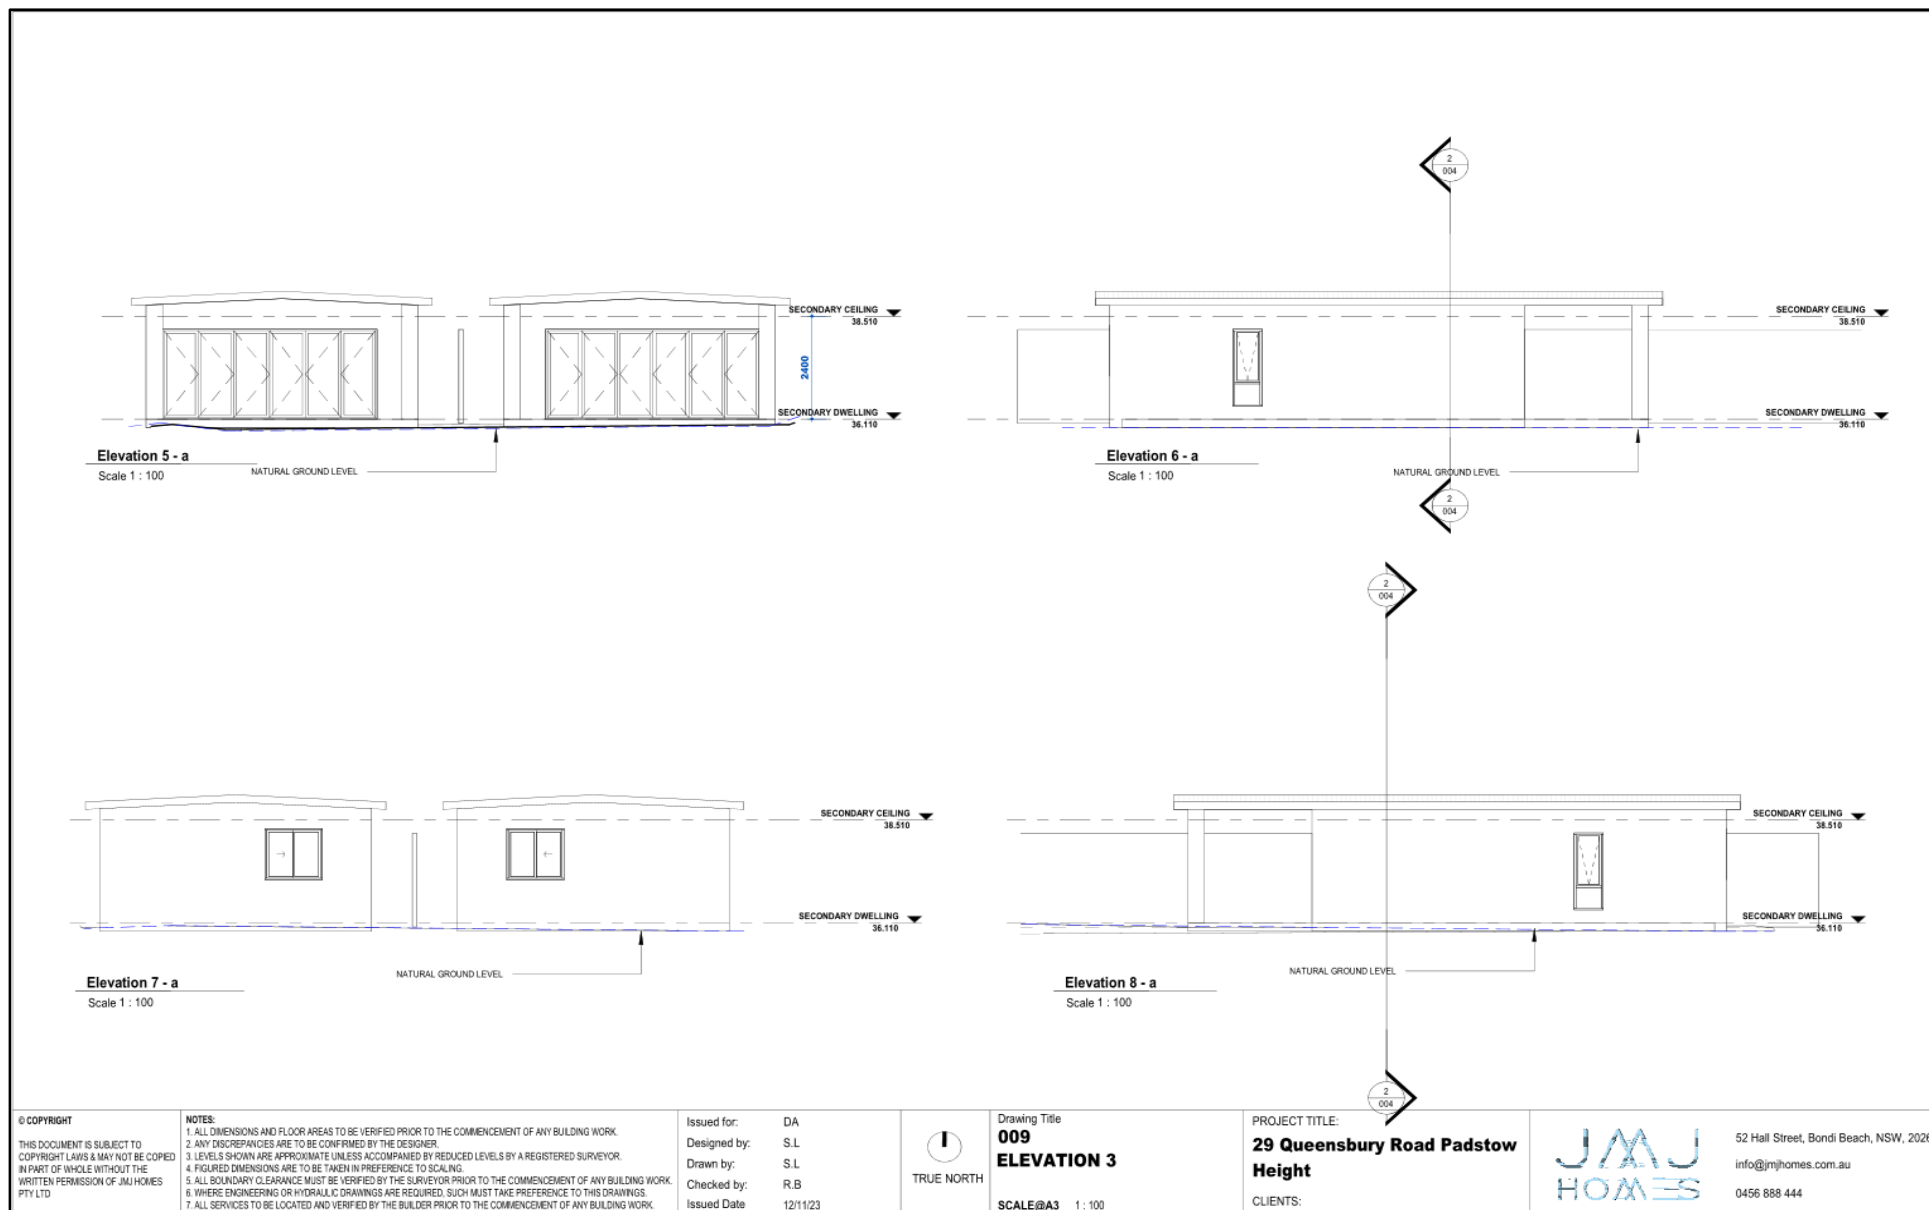 2
004
SECONDARY CEILING
38.510
2400
SECONDARY DWELLING
36.110
Elevation 5 - a
Scale 1 : 100
NATURAL GROUND LEVEL
SECONDARY CEILING
38.510
SECONDARY DWELLING
36.110
Elevation 6 - a
Scale 1 : 100
NATURAL GROUND LEVEL
2
004
2
004
SECONDARY CEILING
38.510
SECONDARY DWELLING
36.110
Elevation 7 - a
Scale 1 : 100
NATURAL GROUND LEVEL
SECONDARY CEILING
38.510
SECONDARY DWELLING
36.110
Elevation 8 - a
Scale 1 : 100
NATURAL GROUND LEVEL
2
004
© COPYRIGHT
THIS DOCUMENT IS SUBJECT TO
COPYRIGHT LAWS & MAY NOT BE COPIED
IN PART OF WHOLE WITHOUT THE
WRITTEN PERMISSION OF JMJ HOMES
PTY LTD
NOTES:
1. ALL DIMENSIONS AND FLOOR AREAS TO BE VERIFIED PRIOR TO THE COMMENCEMENT OF ANY BUILDING WORK.
2. ANY DISCREPANCIES ARE TO BE CONFIRMED BY THE DESIGNER.
3. LEVELS SHOWN ARE APPROXIMATE UNLESS ACCOMPANIED BY REDUCED LEVELS BY A REGISTERED SURVEYOR.
4. FIGURED DIMENSIONS ARE TO BE TAKEN IN PREFERENCE TO SCALING.
5. ALL BOUNDARY CLEARANCE MUST BE VERIFIED BY THE SURVEYOR PRIOR TO THE COMMENCEMENT OF ANY BUILDING WORK.
6. WHERE ENGINEERING OR HYDRAULIC DRAWINGS ARE REQUIRED, SUCH MUST TAKE PREFERENCE TO THIS DRAWINGS.
7. ALL SERVICES TO BE LOCATED AND VERIFIED BY THE BUILDER PRIOR TO THE COMMENCEMENT OF ANY BUILDING WORK.
Issued for: DA
Designed by: S.L
Drawn by: S.L
Checked by: R.B
Issued Date 12/11/23
TRUE NORTH
Drawing Title
009
ELEVATION 3
SCALE@A3 1 : 100
PROJECT TITLE:
29 Queensbury Road Padstow
Height
CLIENTS:
JMJ
HOMES
52 Hall Street, Bondi Beach, NSW, 2026
info@jmjhomes.com.au
0456 888 444